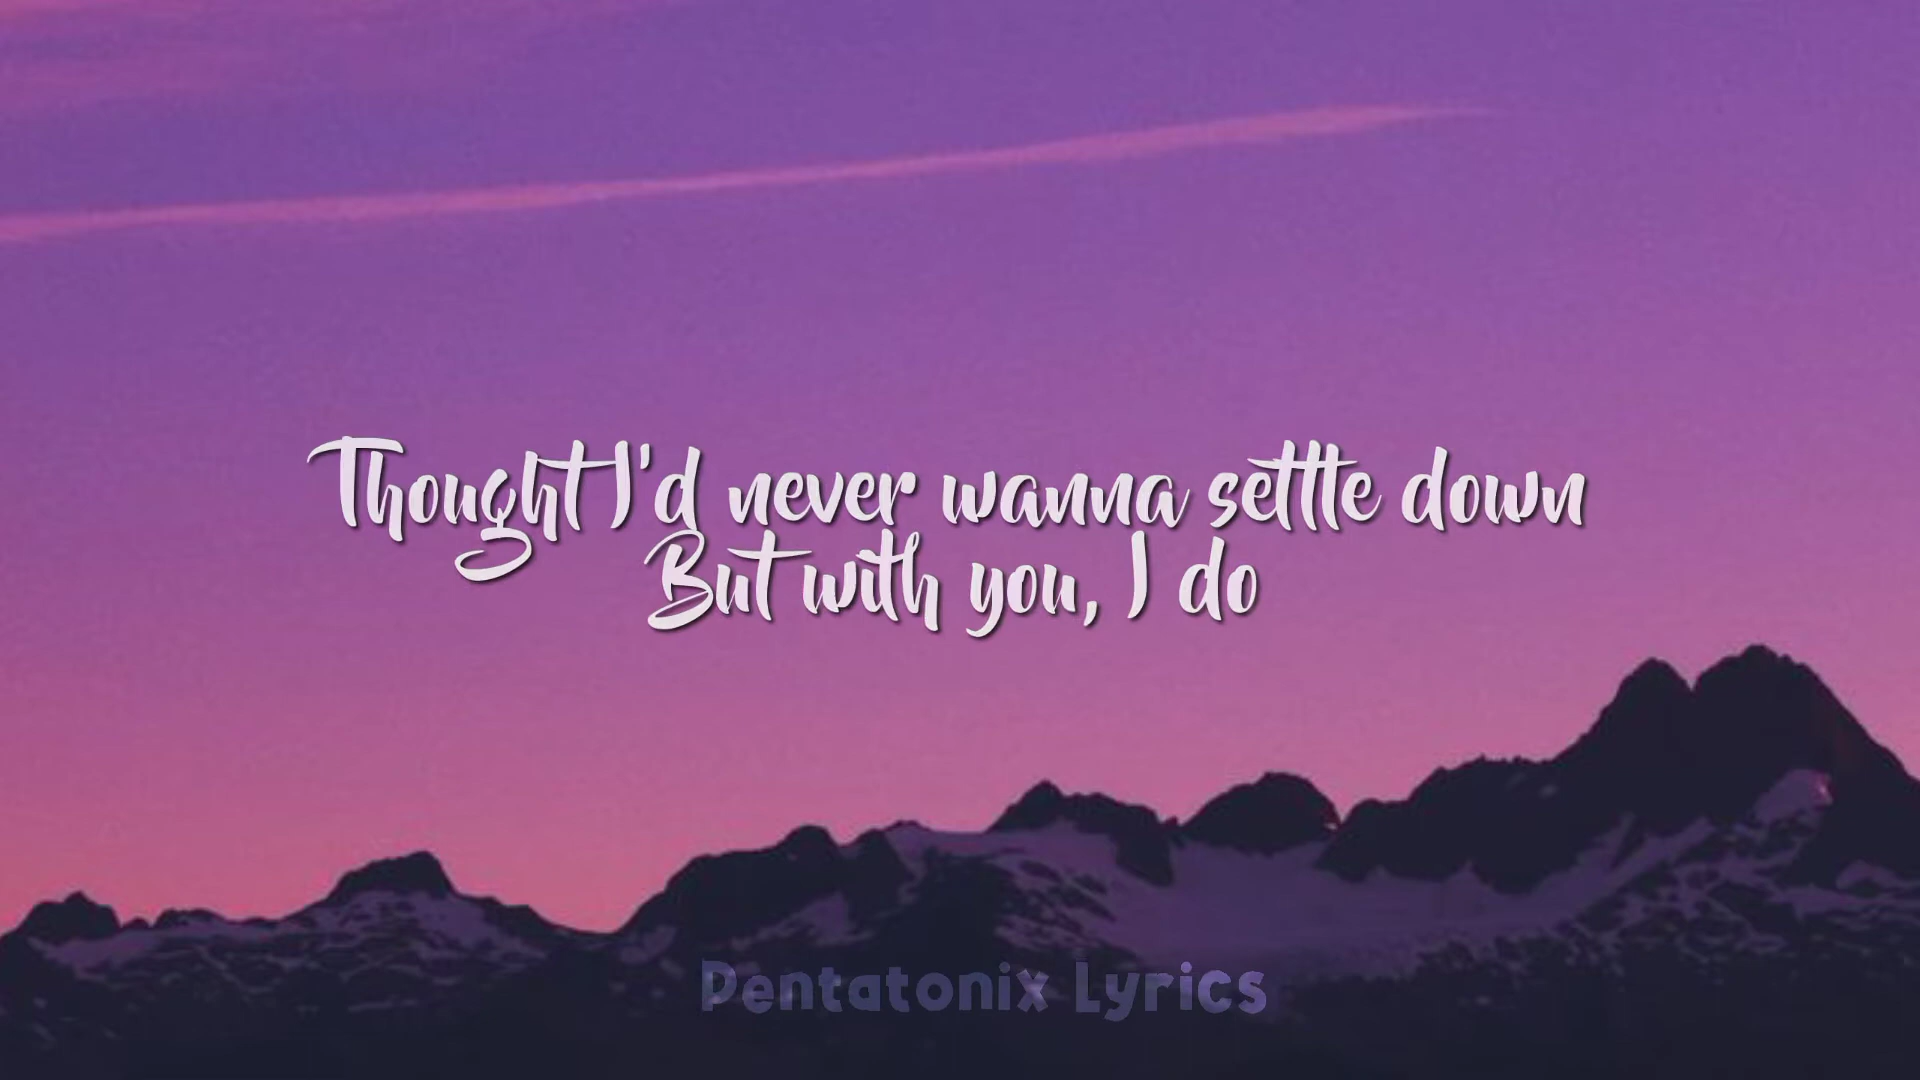 Thought I'd never wanna settle down
But with you, I do
Pentatonix Lyrics